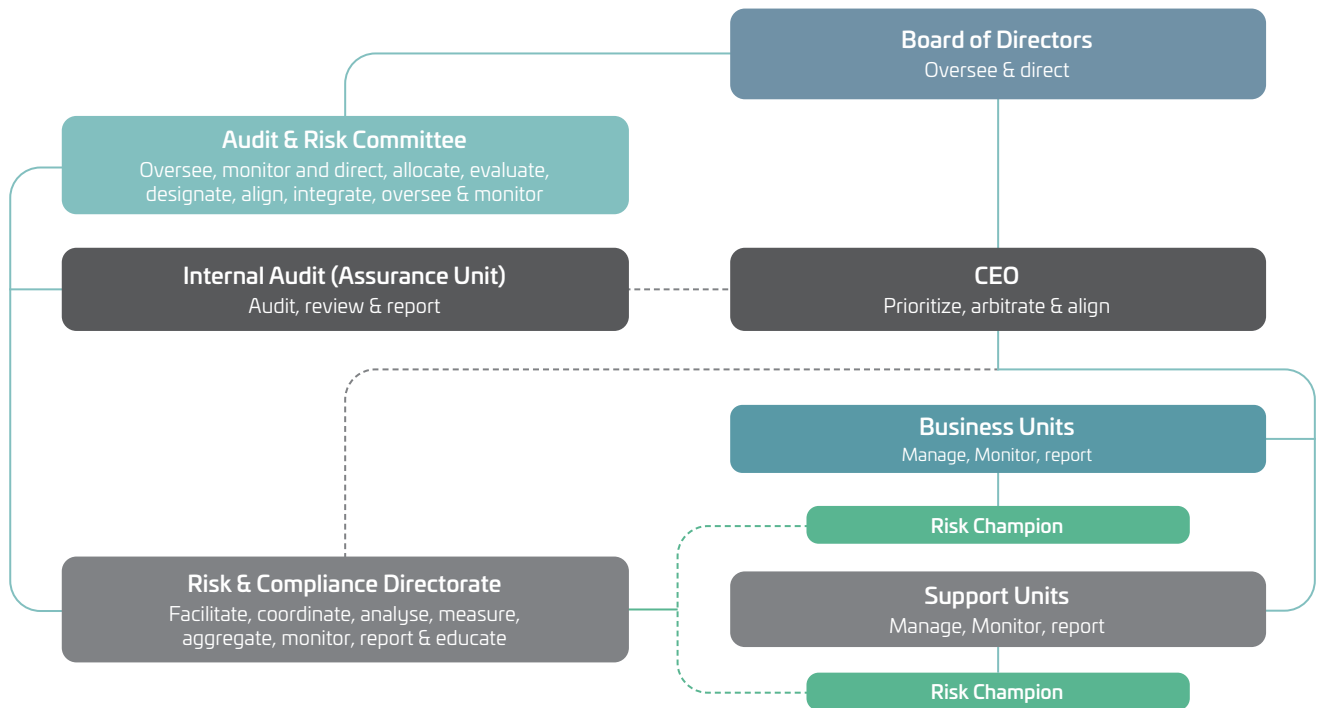 Board of Directors
Oversee & direct
Audit & Risk Committee
Oversee, monitor and direct, allocate, evaluate,
designate, align, integrate, oversee & monitor
Internal Audit (Assurance Unit)
Audit, review & report
CEO
Prioritize, arbitrate & align
Business Units
Manage, Monitor, report
Risk Champion
Risk & Compliance Directorate
Facilitate, coordinate, analyse, measure,
aggregate, monitor, report & educate
Support Units
Manage, Monitor, report
Risk Champion